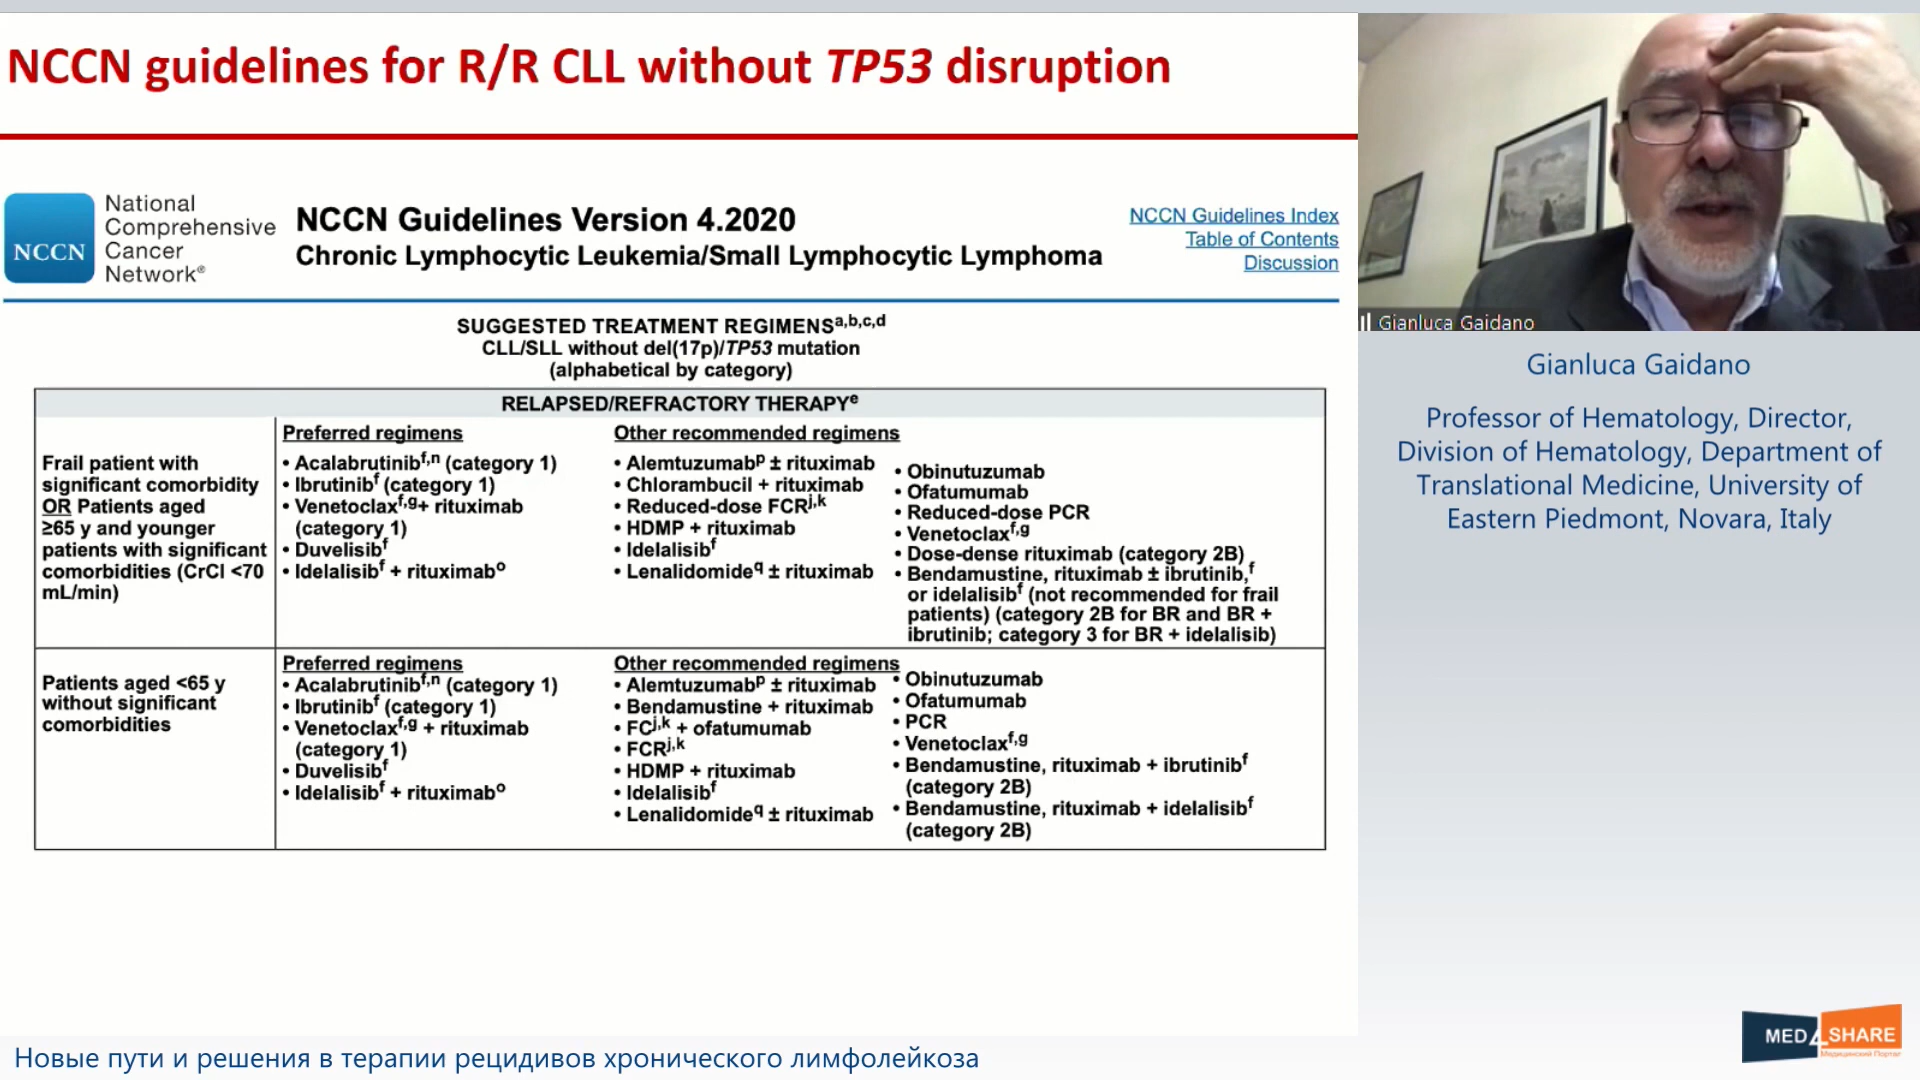 NCCN guidelines for R/R CLL without TP53 disruption
NCCN
National
Comprehensive
Cancer
Network®
NCCN Guidelines Version 4.2020
Chronic Lymphocytic Leukemia/Small Lymphocytic Lymphoma
NCCN Guidelines Index
Table of Contents
Discussion
SUGGESTED TREATMENT REGIMENSa,b,c,d
CLL/SLL without del(17p)/TP53 mutation
(alphabetical by category)
RELAPSED/REFRACTORY THERAPYe
Frail patient with
significant comorbidity
OR Patients aged
≥65 y and younger
patients with significant
comorbidities (CrCl <70
mL/min)
Preferred regimens
• Acalabrutinibf,n (category 1)
• Ibrutinibf (category 1)
• Venetoclaxf,g+ rituximab
(category 1)
• Duvelisibf
• Idelalisibf + rituximabo
Other recommended regimens
• Alemtuzumabp ± rituximab
• Chlorambucil + rituximab
• Reduced-dose FCRj,k
• HDMP + rituximab
• Idelalisibf
• Lenalidomideq ± rituximab
• Obinutuzumab
• Ofatumumab
• Reduced-dose PCR
• Venetoclaxf,g
• Dose-dense rituximab (category 2B)
• Bendamustine, rituximab ± ibrutinib,f
or idelalisibf (not recommended for frail
patients) (category 2B for BR and BR +
ibrutinib; category 3 for BR + idelalisib)
Patients aged <65 y
without significant
comorbidities
Preferred regimens
• Acalabrutinibf,n (category 1)
• Ibrutinibf (category 1)
• Venetoclaxf,g + rituximab
(category 1)
• Duvelisibf
• Idelalisibf + rituximabo
Other recommended regimens
• Alemtuzumabp ± rituximab
• Bendamustine + rituximab
• FCj,k + ofatumumab
• FCRj,k
• HDMP + rituximab
• Idelalisibf
• Lenalidomideq ± rituximab
• Obinutuzumab
• Ofatumumab
• PCR
• Venetoclaxf,g
• Bendamustine, rituximab + ibrutinibf
(category 2B)
• Bendamustine, rituximab + idelalisibf
(category 2B)
Gianluca Gaidano
Gianluca Gaidano
Professor of Hematology, Director,
Division of Hematology, Department of
Translational Medicine, University of
Eastern Piedmont, Novara, Italy
MED4SHARE
Медицинский Портал
Новые пути и решения в терапии рецидивов хронического лимфолейкоза